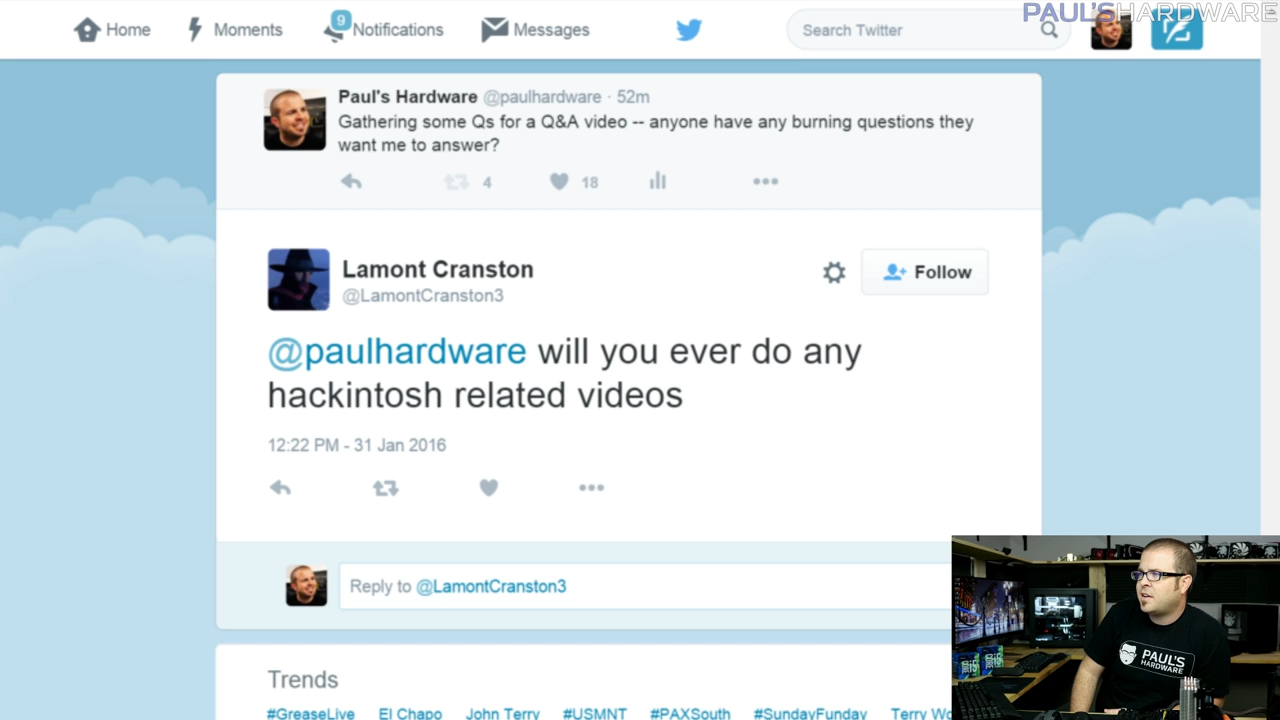 Home
Moments
9
Notifications
Messages
Search Twitter
PAUL'SHARDWARE
Paul's Hardware @paulhardware · 52m
Gathering some Qs for a Q&A video -- anyone have any burning questions they
want me to answer?
4
18
Lamont Cranston
@LamontCranston3
Follow
@paulhardware will you ever do any
hackintosh related videos
12:22 PM - 31 Jan 2016
Reply to @LamontCranston3
PAUL'S
HARDWARE
Trends
#GreaseLive El Chapo John Terry #USMNT #PAXSouth #SundayFunday Terry